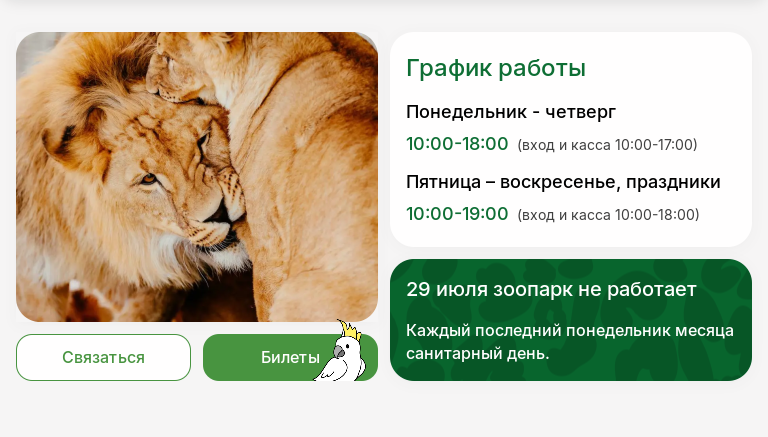 График работы
Понедельник - четверг
10:00-18:00 (вход и касса 10:00-17:00)
Пятница – воскресенье, праздники
10:00-19:00 (вход и касса 10:00-18:00)
29 июля зоопарк не работает
Каждый последний понедельник месяца
санитарный день.
Связаться
Билеты